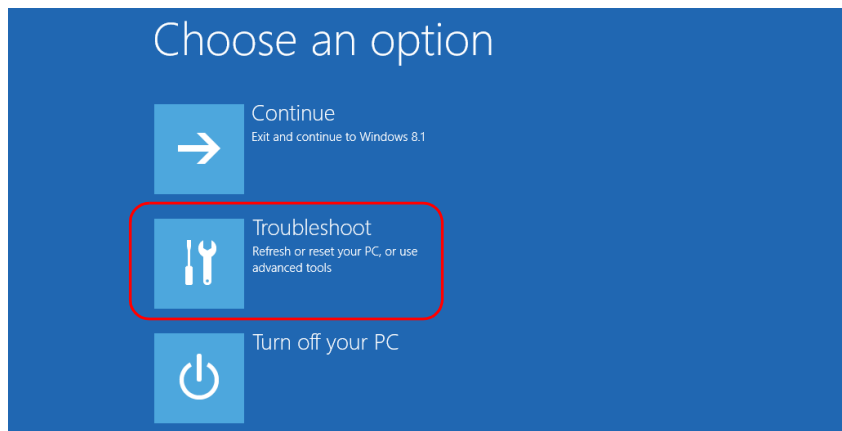 Choose an option
Continue
Exit and continue to Windows 8.1
Troubleshoot
Refresh or reset your PC, or use
advanced tools
Turn off your PC